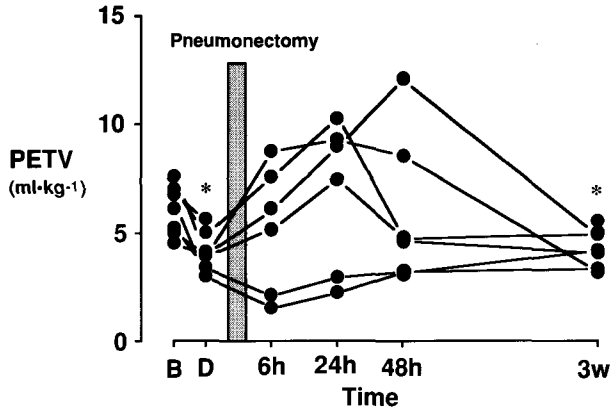 15
Pneumonectomy
10
PETV
(ml•kg-1)
*
*
5
0
B D 6h 24h 48h 3w
Time